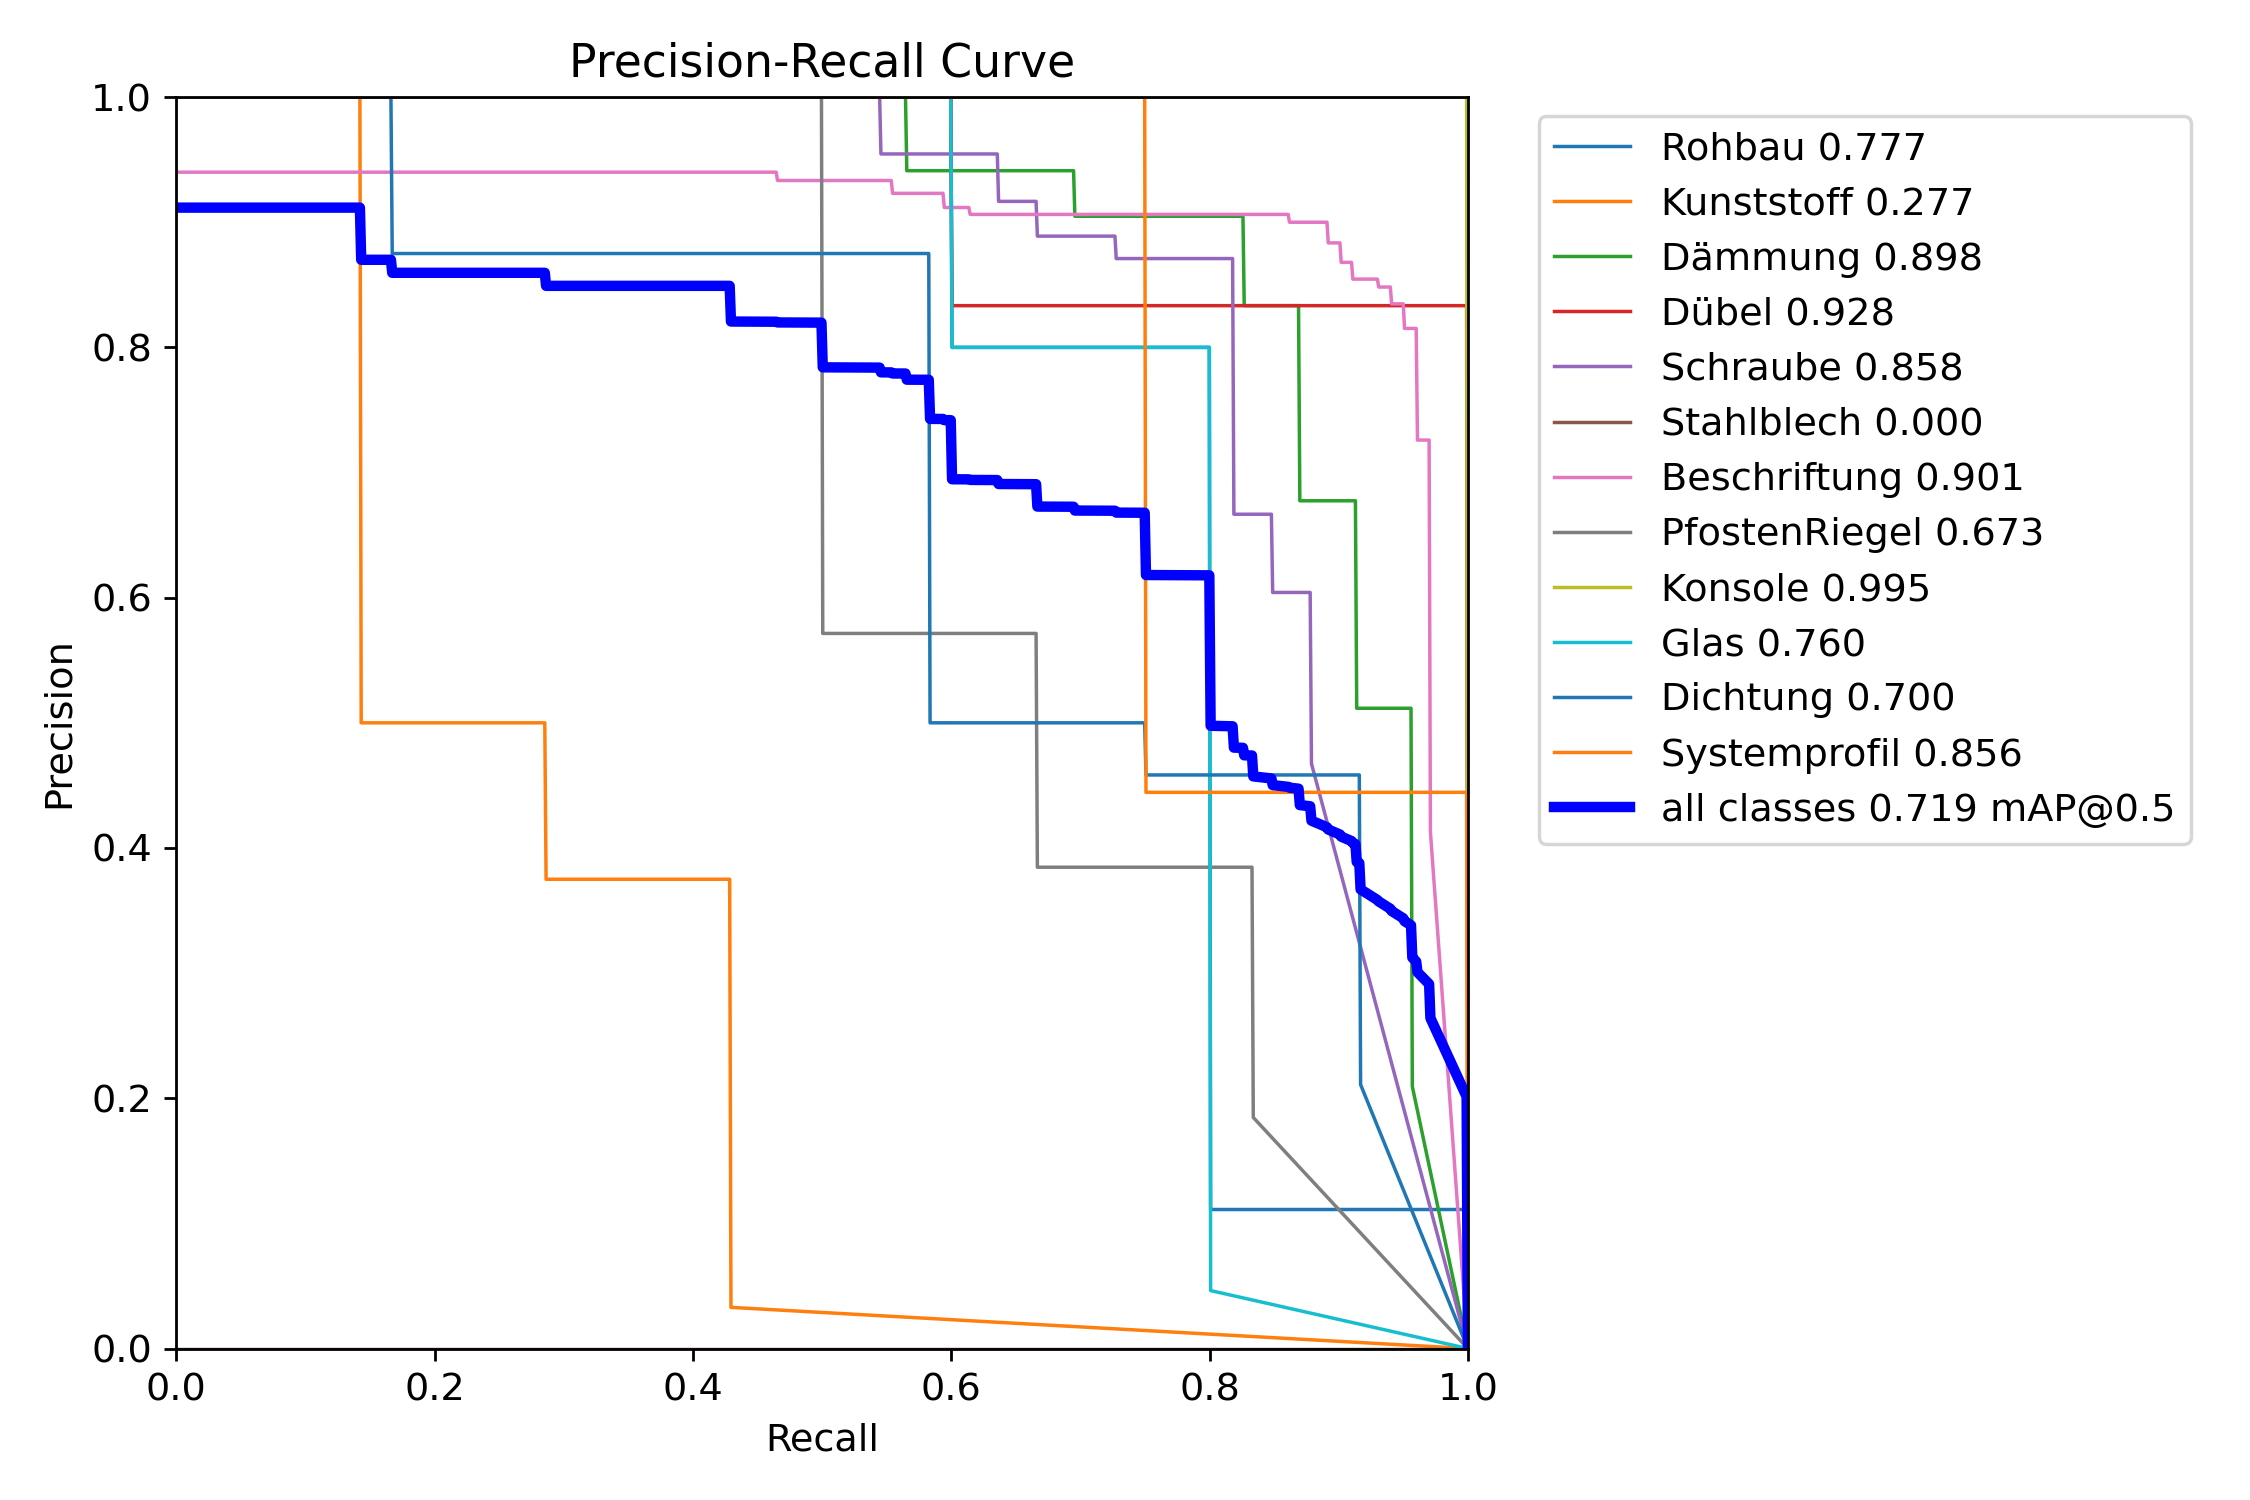 Precision-Recall Curve
1.0
0.8
0.6
0.4
0.2
0.0
Precision
0.0 0.2 0.4 0.6 0.8 1.0
Recall
Rohbau 0.777
Kunststoff 0.277
Dämmung 0.898
Dübel 0.928
Schraube 0.858
Stahlblech 0.000
Beschriftung 0.901
PfostenRiegel 0.673
Konsole 0.995
Glas 0.760
Dichtung 0.700
Systemprofil 0.856
all classes 0.719 mAP@0.5